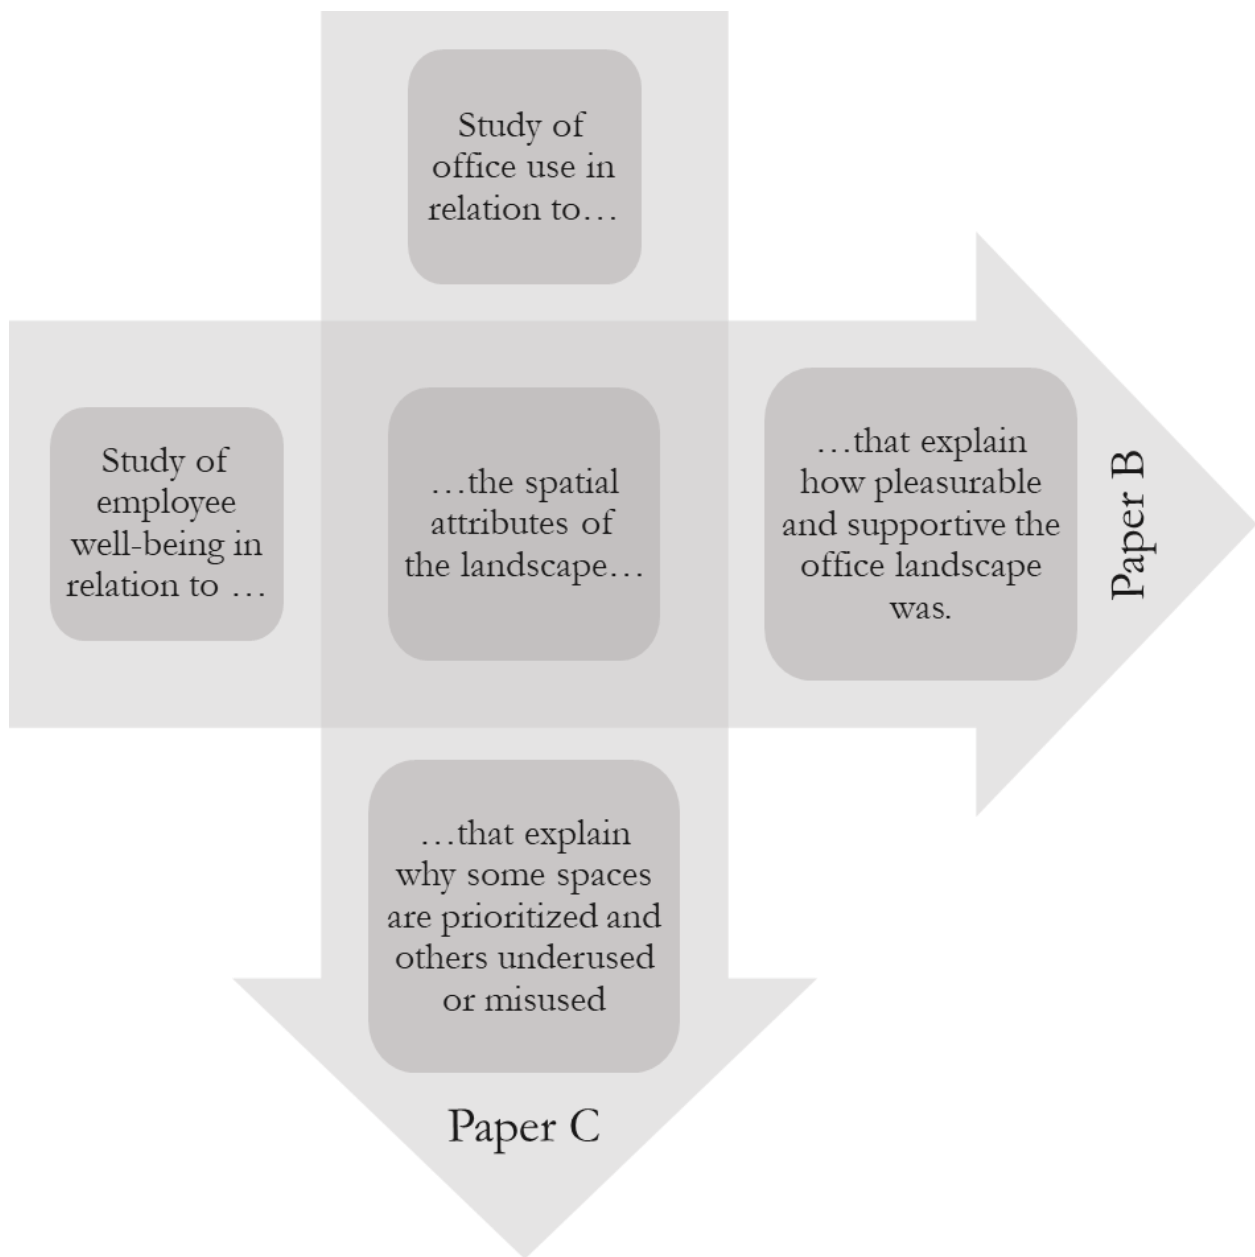 Study of
office use in
relation to…
Study of
employee
well-being in
relation to …
…the spatial
attributes of
the landscape…
…that explain
how pleasurable
and supportive the
office landscape
was.
Paper B
…that explain
why some spaces
are prioritized and
others underused
or misused
Paper C